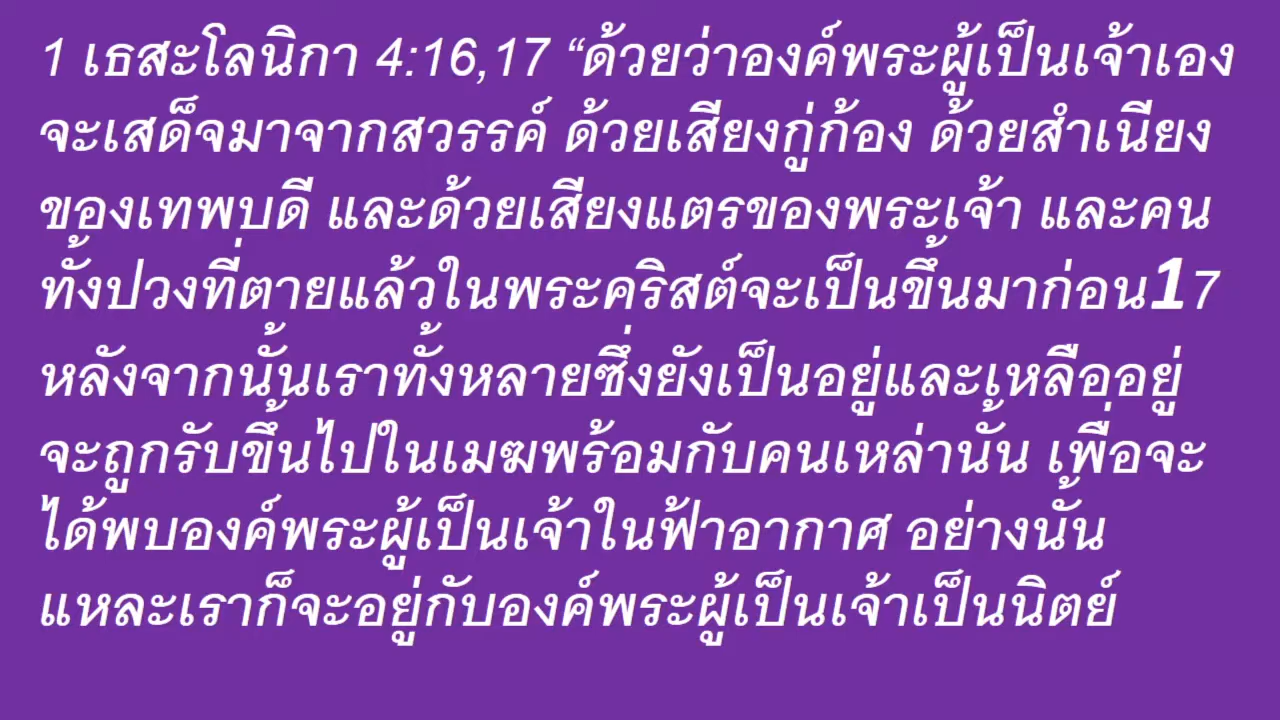 1 เธสะโลนิกา 4:16,17 “ด้วยว่าองค์พระผู้เป็นเจ้าเอง
จะเสด็จมาจากสวรรค์ ด้วยเสียงกู่ก้อง ด้วยสำเนียง
ของเทพบดี และด้วยเสียงแตรของพระเจ้า และคน
ทั้งปวงที่ตายแล้วในพระคริสต์จะเป็นขึ้นมาก่อน17
หลังจากนั้นเราทั้งหลายซึ่งยังเป็นอยู่และเหลืออยู่
จะถูกรับขึ้นไปในเมฆพร้อมกับคนเหล่านั้น เพื่อจะ
ได้พบองค์พระผู้เป็นเจ้าในฟ้าอากาศ อย่างนั้น
แหละเราก็จะอยู่กับองค์พระผู้เป็นเจ้าเป็นนิตย์